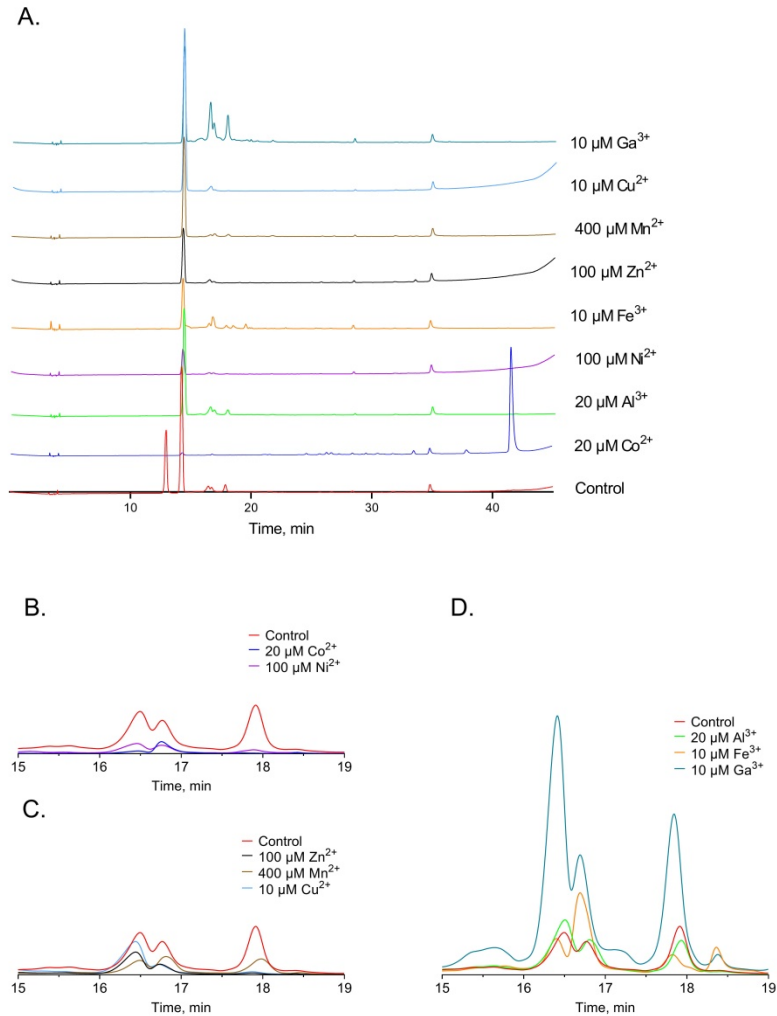 A.
10 μM Ga³⁺
10 μM Cu²⁺
400 μM Mn²⁺
100 μM Zn²⁺
10 μM Fe³⁺
100 μM Ni²⁺
20 μM Al³⁺
20 μM Co²⁺
Control
10 20 30 40
Time, min
B.
Control
20 μM Co²⁺
100 μM Ni²⁺
15 16 17 18 19
Time, min
C.
Control
100 μM Zn²⁺
400 μM Mn²⁺
10 μM Cu²⁺
15 16 17 18 19
Time, min
D.
Control
20 μM Al³⁺
10 μM Fe³⁺
10 μM Ga³⁺
15 16 17 18 19
Time, min